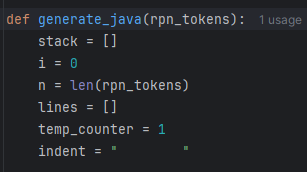 def generate_java(rpn_tokens): 1 usage
    stack = []
    i = 0
    n = len(rpn_tokens)
    lines = []
    temp_counter = 1
    indent = "        "